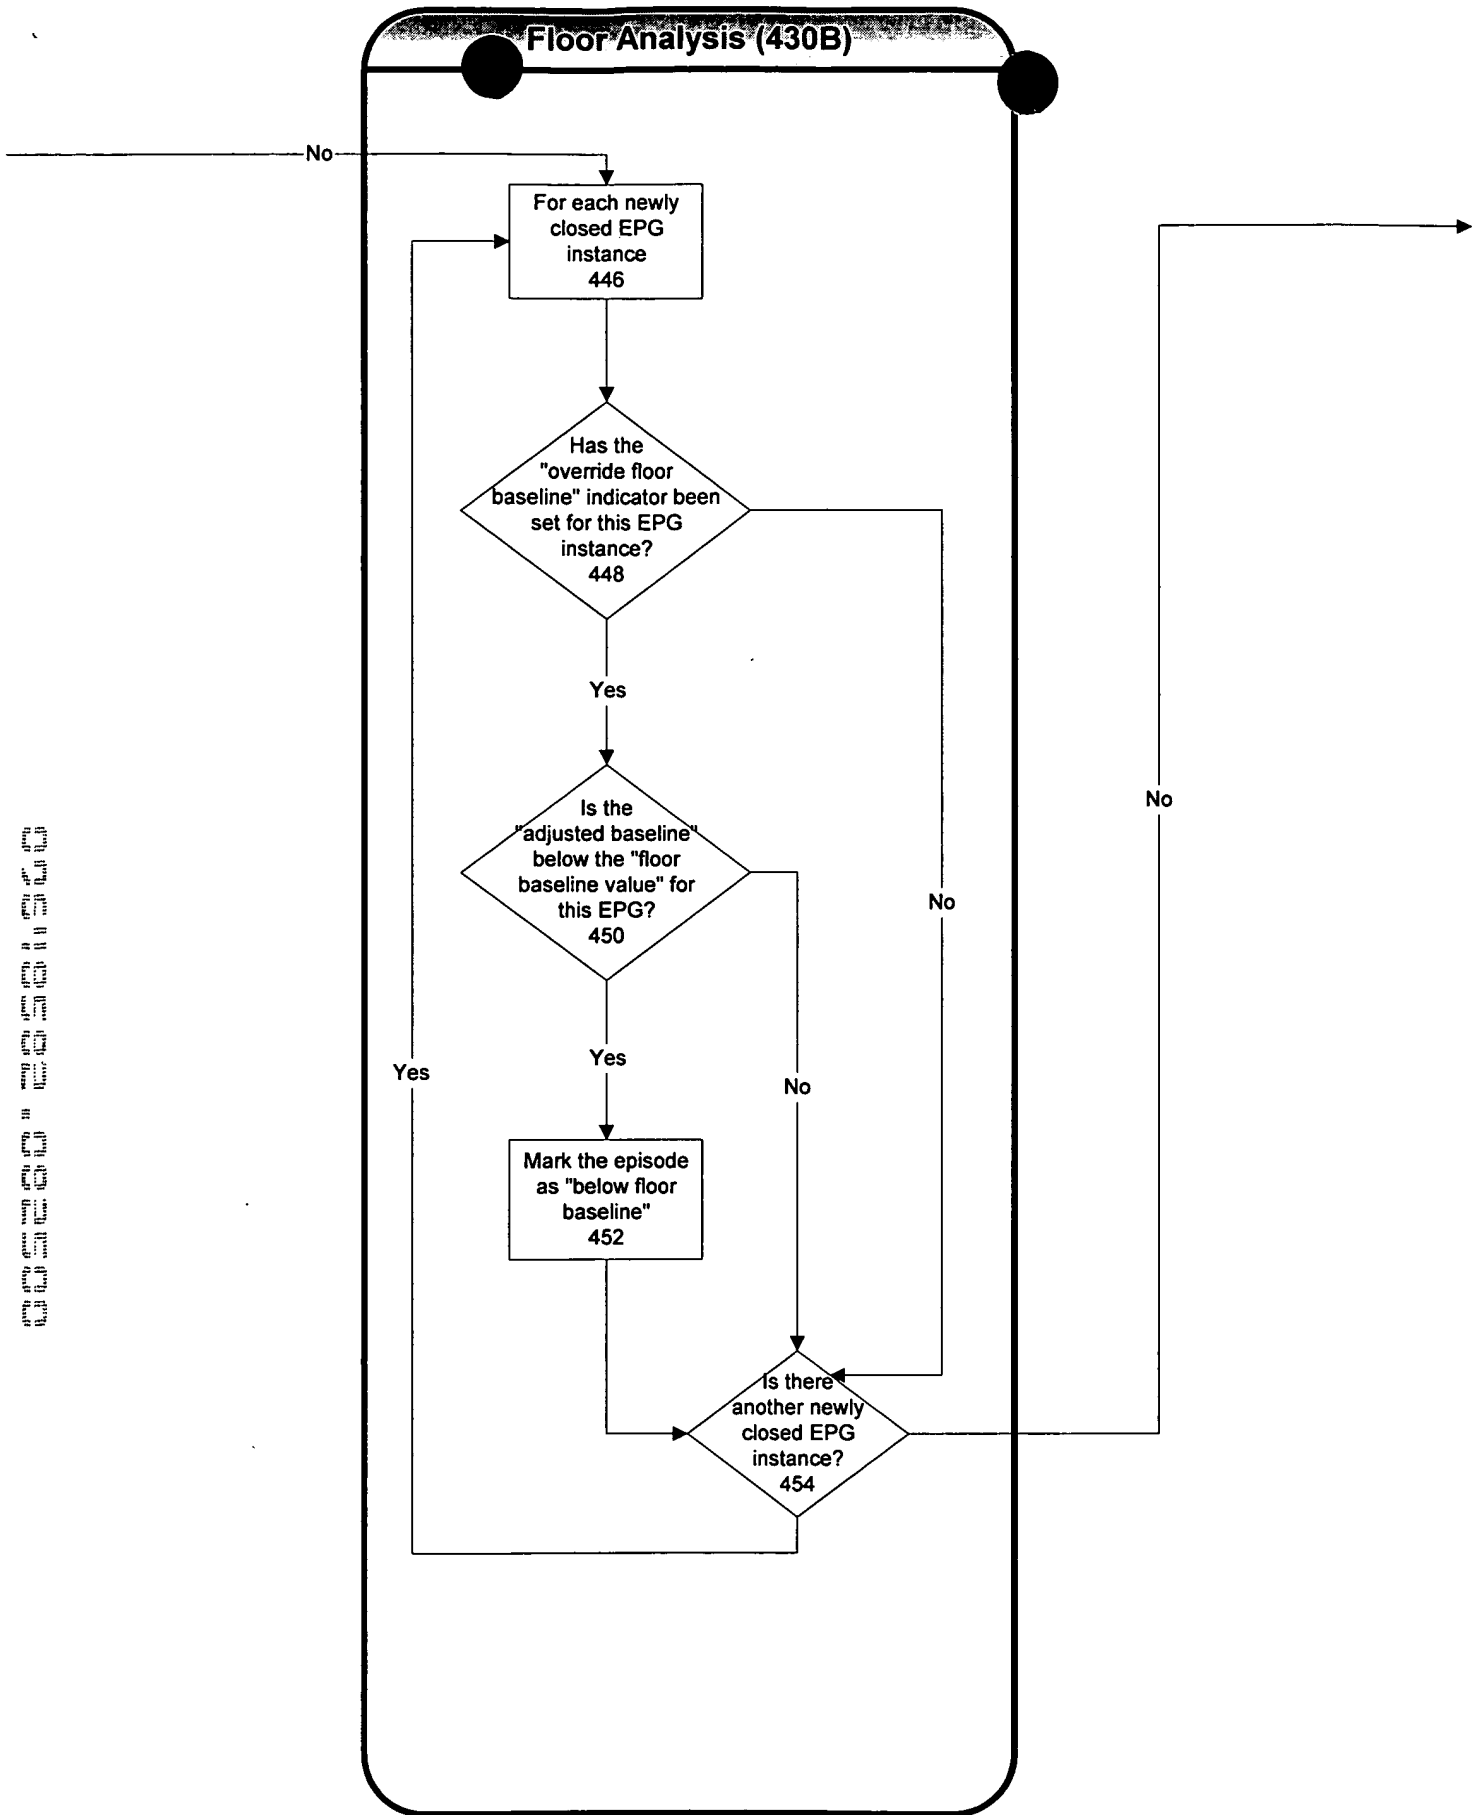 Floor Analysis (430B)
No
For each newly
closed EPG
instance
446
Has the
"override floor
baseline" indicator been
set for this EPG
instance?
448
Yes
Is the
"adjusted baseline"
below the "floor
baseline value" for
this EPG?
450
No
No
Yes
Yes
No
Mark the episode
as "below floor
baseline"
452
Is there
another newly
closed EPG
instance?
454